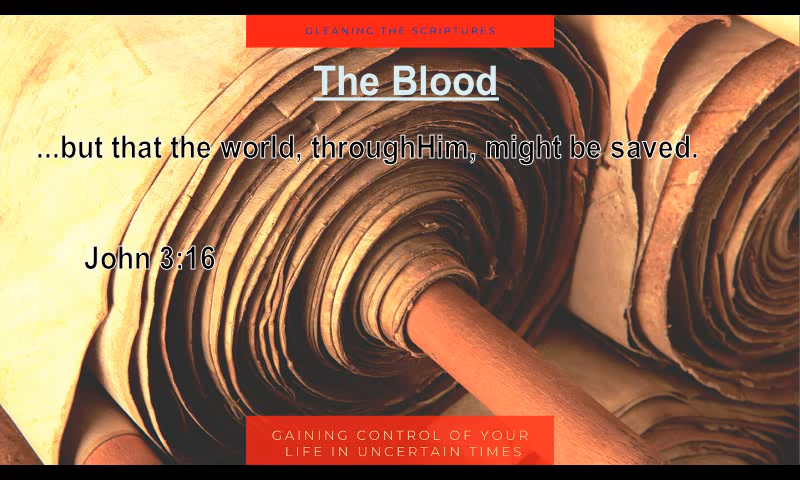 GLEANING THE SCRIPTURES
The Blood
...but that the world, throughHim, might be saved.
John 3:16
GAINING CONTROL OF YOUR
LIFE IN UNCERTAIN TIMES